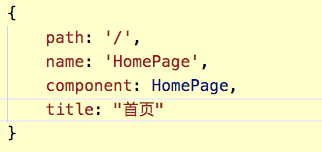 {
path: '/',
name: 'HomePage',
component: HomePage,
title: "首页"
}